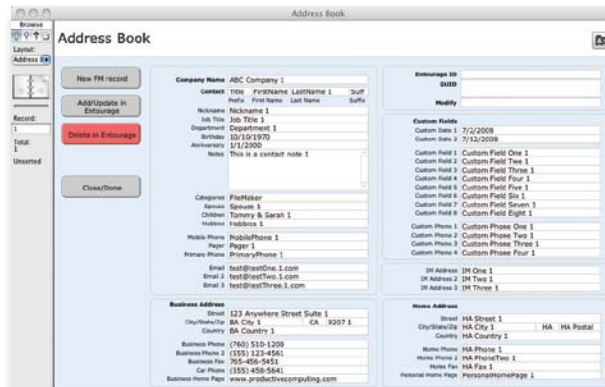 Address Book
Browse
Address Book
Layout:
Address B
New FM record
Add/Update in
Entourage
Delete in Entourage
Close/Done
Record:
1
Total:
1
Unsorted
Company Name ABC Company 1
Contact Title FirstName LastName 1 Suff
Prefix First Name Last Name Suffix
Nickname Nickname 1
Job Title Job Title 1
Department Department 1
Birthday 10/10/1970
Anniversary 1/1/2000
Notes This is a contact note 1
Categories FileMaker
Spouse Spouse 1
Children Tommy & Sarah 1
Hobbies Hobbies 1
Mobile Phone MobilePhone 1
Pager Pager 1
Primary Phone PrimaryPhone 1
Email test@testOne.1.com
Email 2 test@testTwo.1.com
Email 3 test@testThree.1.com
Business Address
Street 123 Anywhere Street Suite 1
City/State/Zip BA City 1 CA 9207 1
Country BA Country 1
Business Phone (760) 510-1200
Business Phone 2 (555) 123-4561
Business Fax 765-456-5451
Car Phone (555) 458-5641
Business Home Page www.productivecomputing.com
Entourage ID
GUID
Modify
Custom Fields
Custom Date 1 7/2/2008
Custom Date 2 7/12/2008
Custom Field 1 Custom Field One 1
Custom Field 2 Custom Field Two 1
Custom Field 3 Custom Field Three 1
Custom Field 4 Custom Field Four 1
Custom Field 5 Custom Field Five 1
Custom Field 6 Custom Field Six 1
Custom Field 7 Custom Field Seven 1
Custom Field 8 Custom Field Eight 1
Custom Phone 1 Custom Phone One 1
Custom Phone 2 Custom Phone Two 1
Custom Phone 3 Custom Phone Three 1
Custom Phone 4 Custom Phone Four 1
IM Address IM One 1
IM Address 2 IM Two 1
IM Address 3 IM Three 1
Home Address
Street HA Street 1
City/State/Zip HA City 1 HA HA Postal
Country HA Country 1
Home Phone HA Phone 1
Home Phone 2 HA PhoneTwo 1
Home Fax HA Fax 1
Personal Home Page PersonalHomePage 1